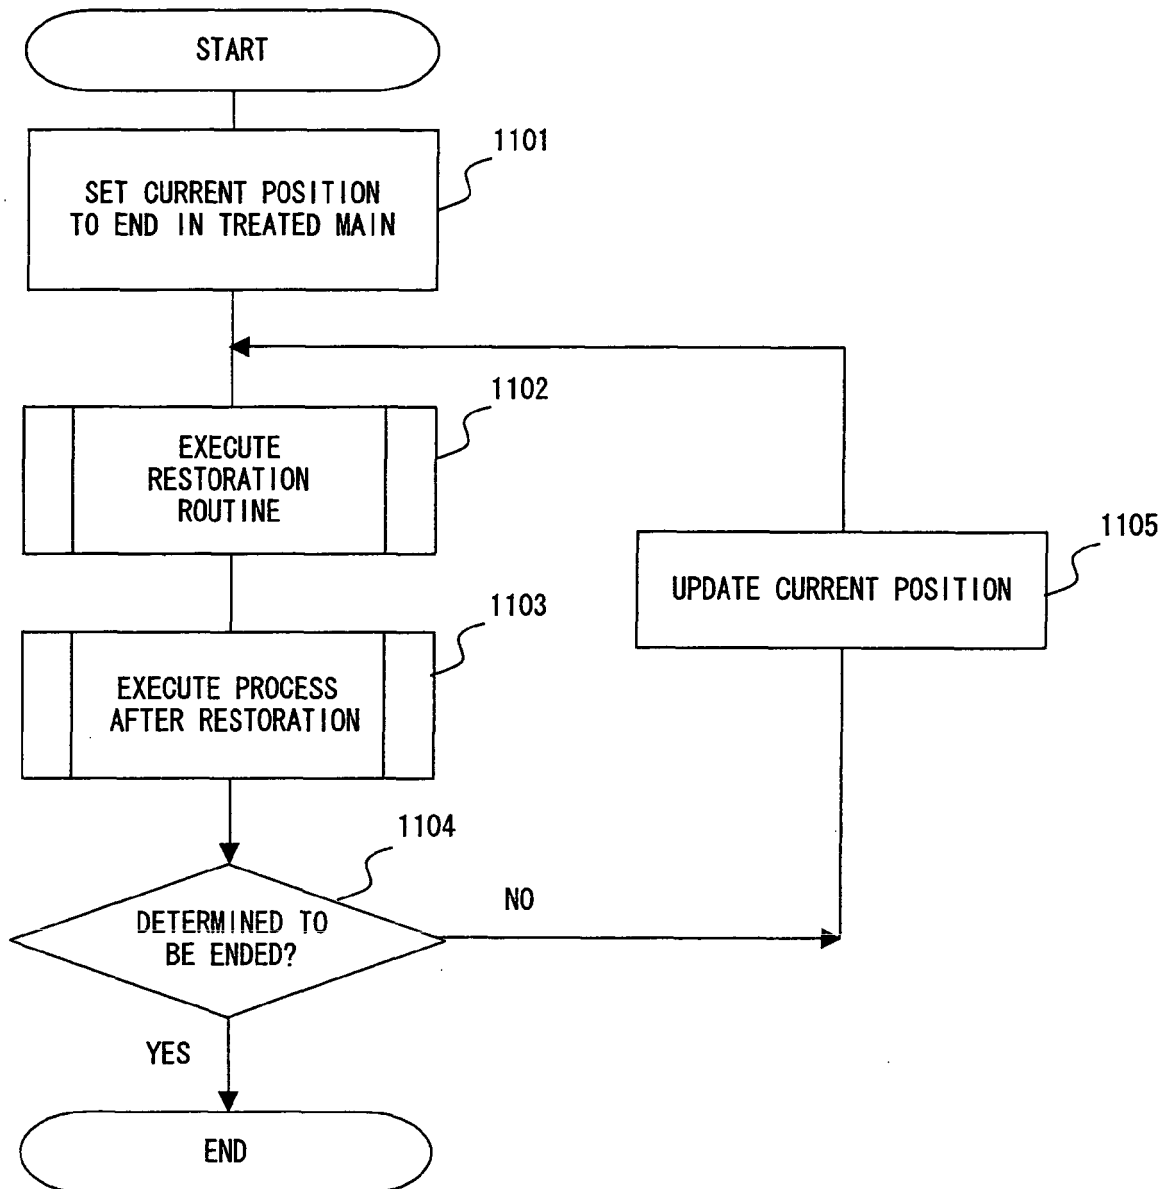 START
1101
SET CURRENT POSITION
TO END IN TREATED MAIN
1102
EXECUTE
RESTORATION
ROUTINE
1105
UPDATE CURRENT POSITION
1103
EXECUTE PROCESS
AFTER RESTORATION
1104
DETERMINED TO
BE ENDED?
NO
YES
END